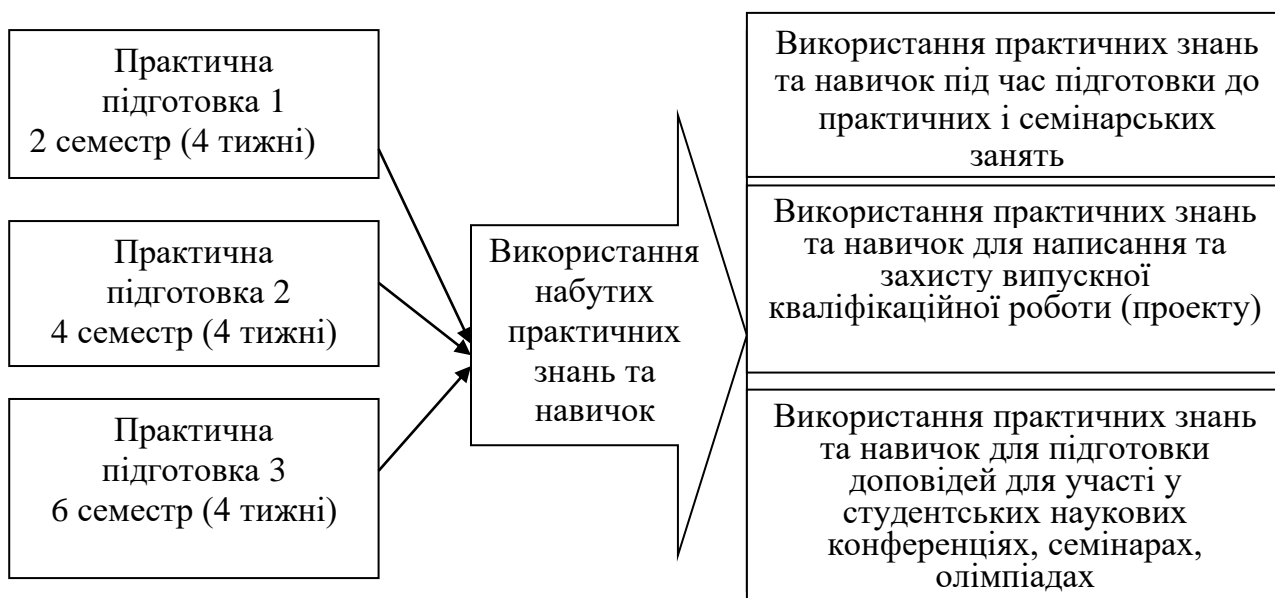 Практична
підготовка 1
2 семестр (4 тижні)
Практична
підготовка 2
4 семестр (4 тижні)
Практична
підготовка 3
6 семестр (4 тижні)
Використання
набутих
практичних
знань та
навичок
Використання практичних знань
та навичок під час підготовки до
практичних і семінарських
занять
Використання практичних знань
та навичок для написання та
захисту випускної
кваліфікаційної роботи (проекту)
Використання практичних знань
та навичок для підготовки
доповідей для участі у
студентських наукових
конференціях, семінарах,
олімпіадах